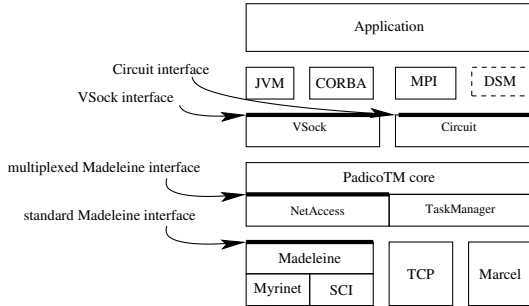 Application
Circuit interface
JVM
CORBA
MPI
DSM
VSock interface
VSock
Circuit
multiplexed Madeleine interface
PadicoTM core
NetAccess
TaskManager
standard Madeleine interface
Madeleine
TCP
Marcel
Myrinet
SCI